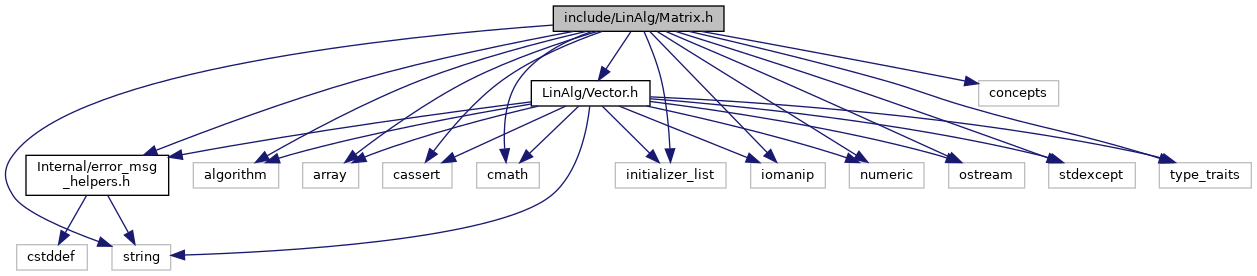 include/LinAlg/Matrix.h
LinAlg/Vector.h
concepts
Internal/error_msg
_helpers.h
algorithm
array
cassert
cmath
initializer_list
iomanip
numeric
ostream
stdexcept
type_traits
cstddef
string